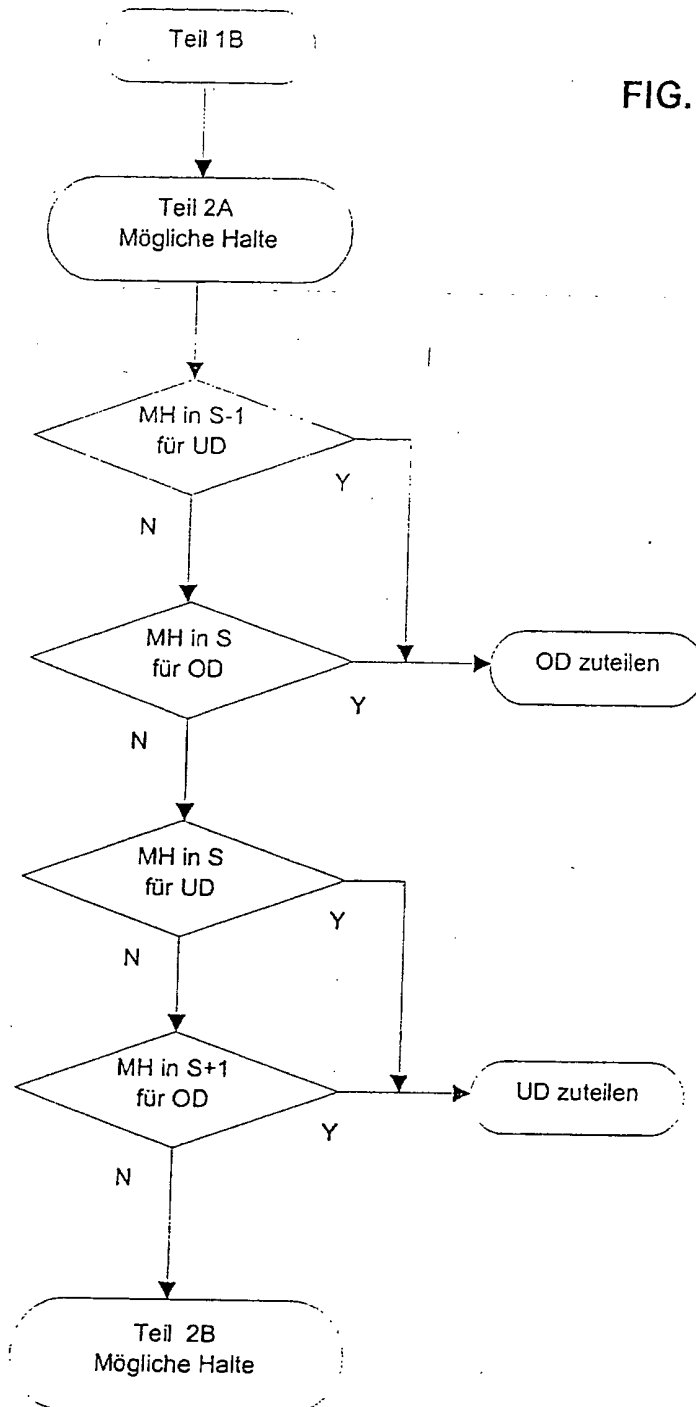 Teil 1B
FIG.
Teil 2A
Mögliche Halte
MH in S-1
für UD
Y
N
MH in S
für OD
OD zuteilen
Y
N
MH in S
für UD
Y
N
MH in S+1
für OD
UD zuteilen
Y
N
Teil 2B
Mögliche Halte